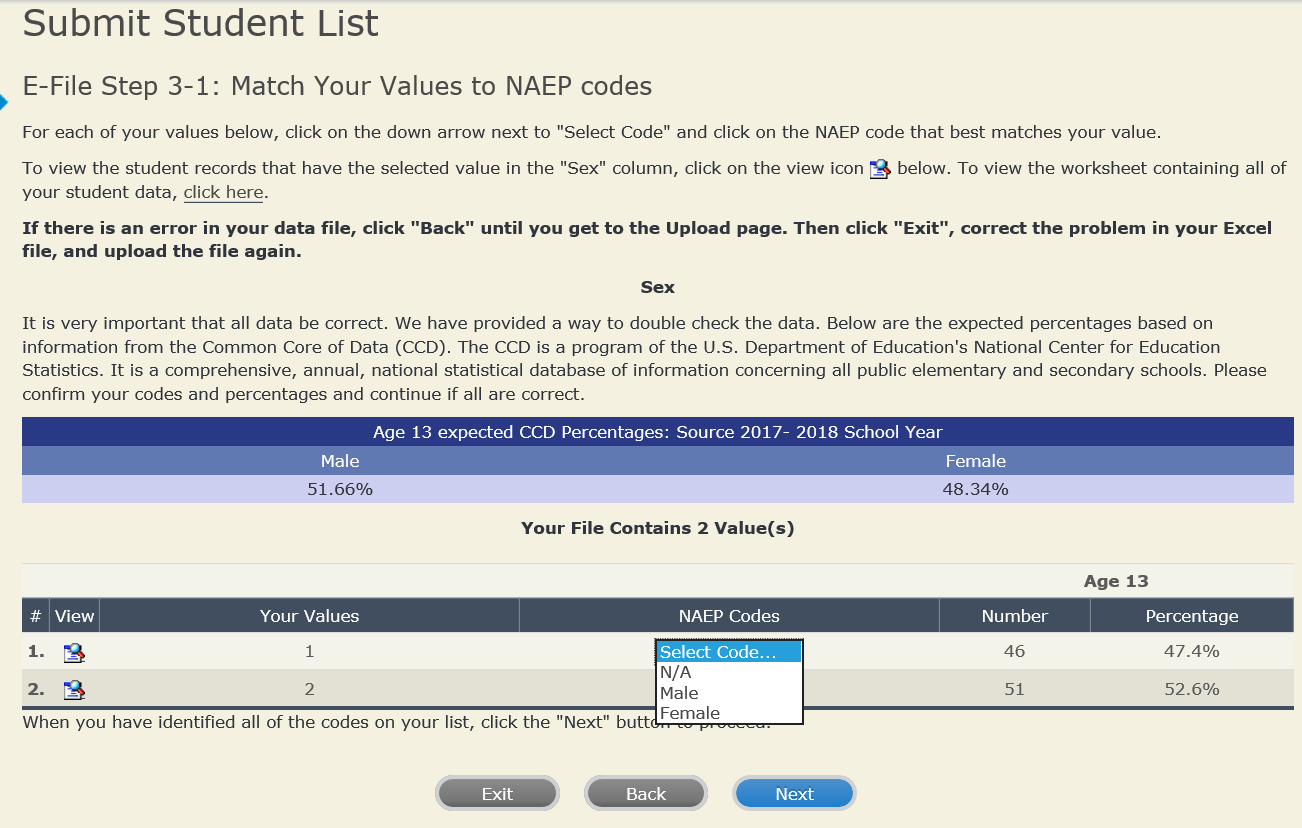 Submit Student List
E-File Step 3-1: Match Your Values to NAEP codes
For each of your values below, click on the down arrow next to "Select Code" and click on the NAEP code that best matches your value.
To view the student records that have the selected value in the "Sex" column, click on the view icon below. To view the worksheet containing all of
your student data, click here.
If there is an error in your data file, click "Back" until you get to the Upload page. Then click "Exit", correct the problem in your Excel
file, and upload the file again.
Sex
It is very important that all data be correct. We have provided a way to double check the data. Below are the expected percentages based on
information from the Common Core of Data (CCD). The CCD is a program of the U.S. Department of Education's National Center for Education
Statistics. It is a comprehensive, annual, national statistical database of information concerning all public elementary and secondary schools. Please
confirm your codes and percentages and continue if all are correct.
Age 13 expected CCD Percentages: Source 2017- 2018 School Year
Male Female
51.66% 48.34%
Your File Contains 2 Value(s)
Age 13
# View Your Values NAEP Codes Number Percentage
1. 1 Select Code... 46 47.4%
N/A
2. 2 Male 51 52.6%
Female
When you have identified all of the codes on your list, click the "Next" button to proceed.
Exit Back Next